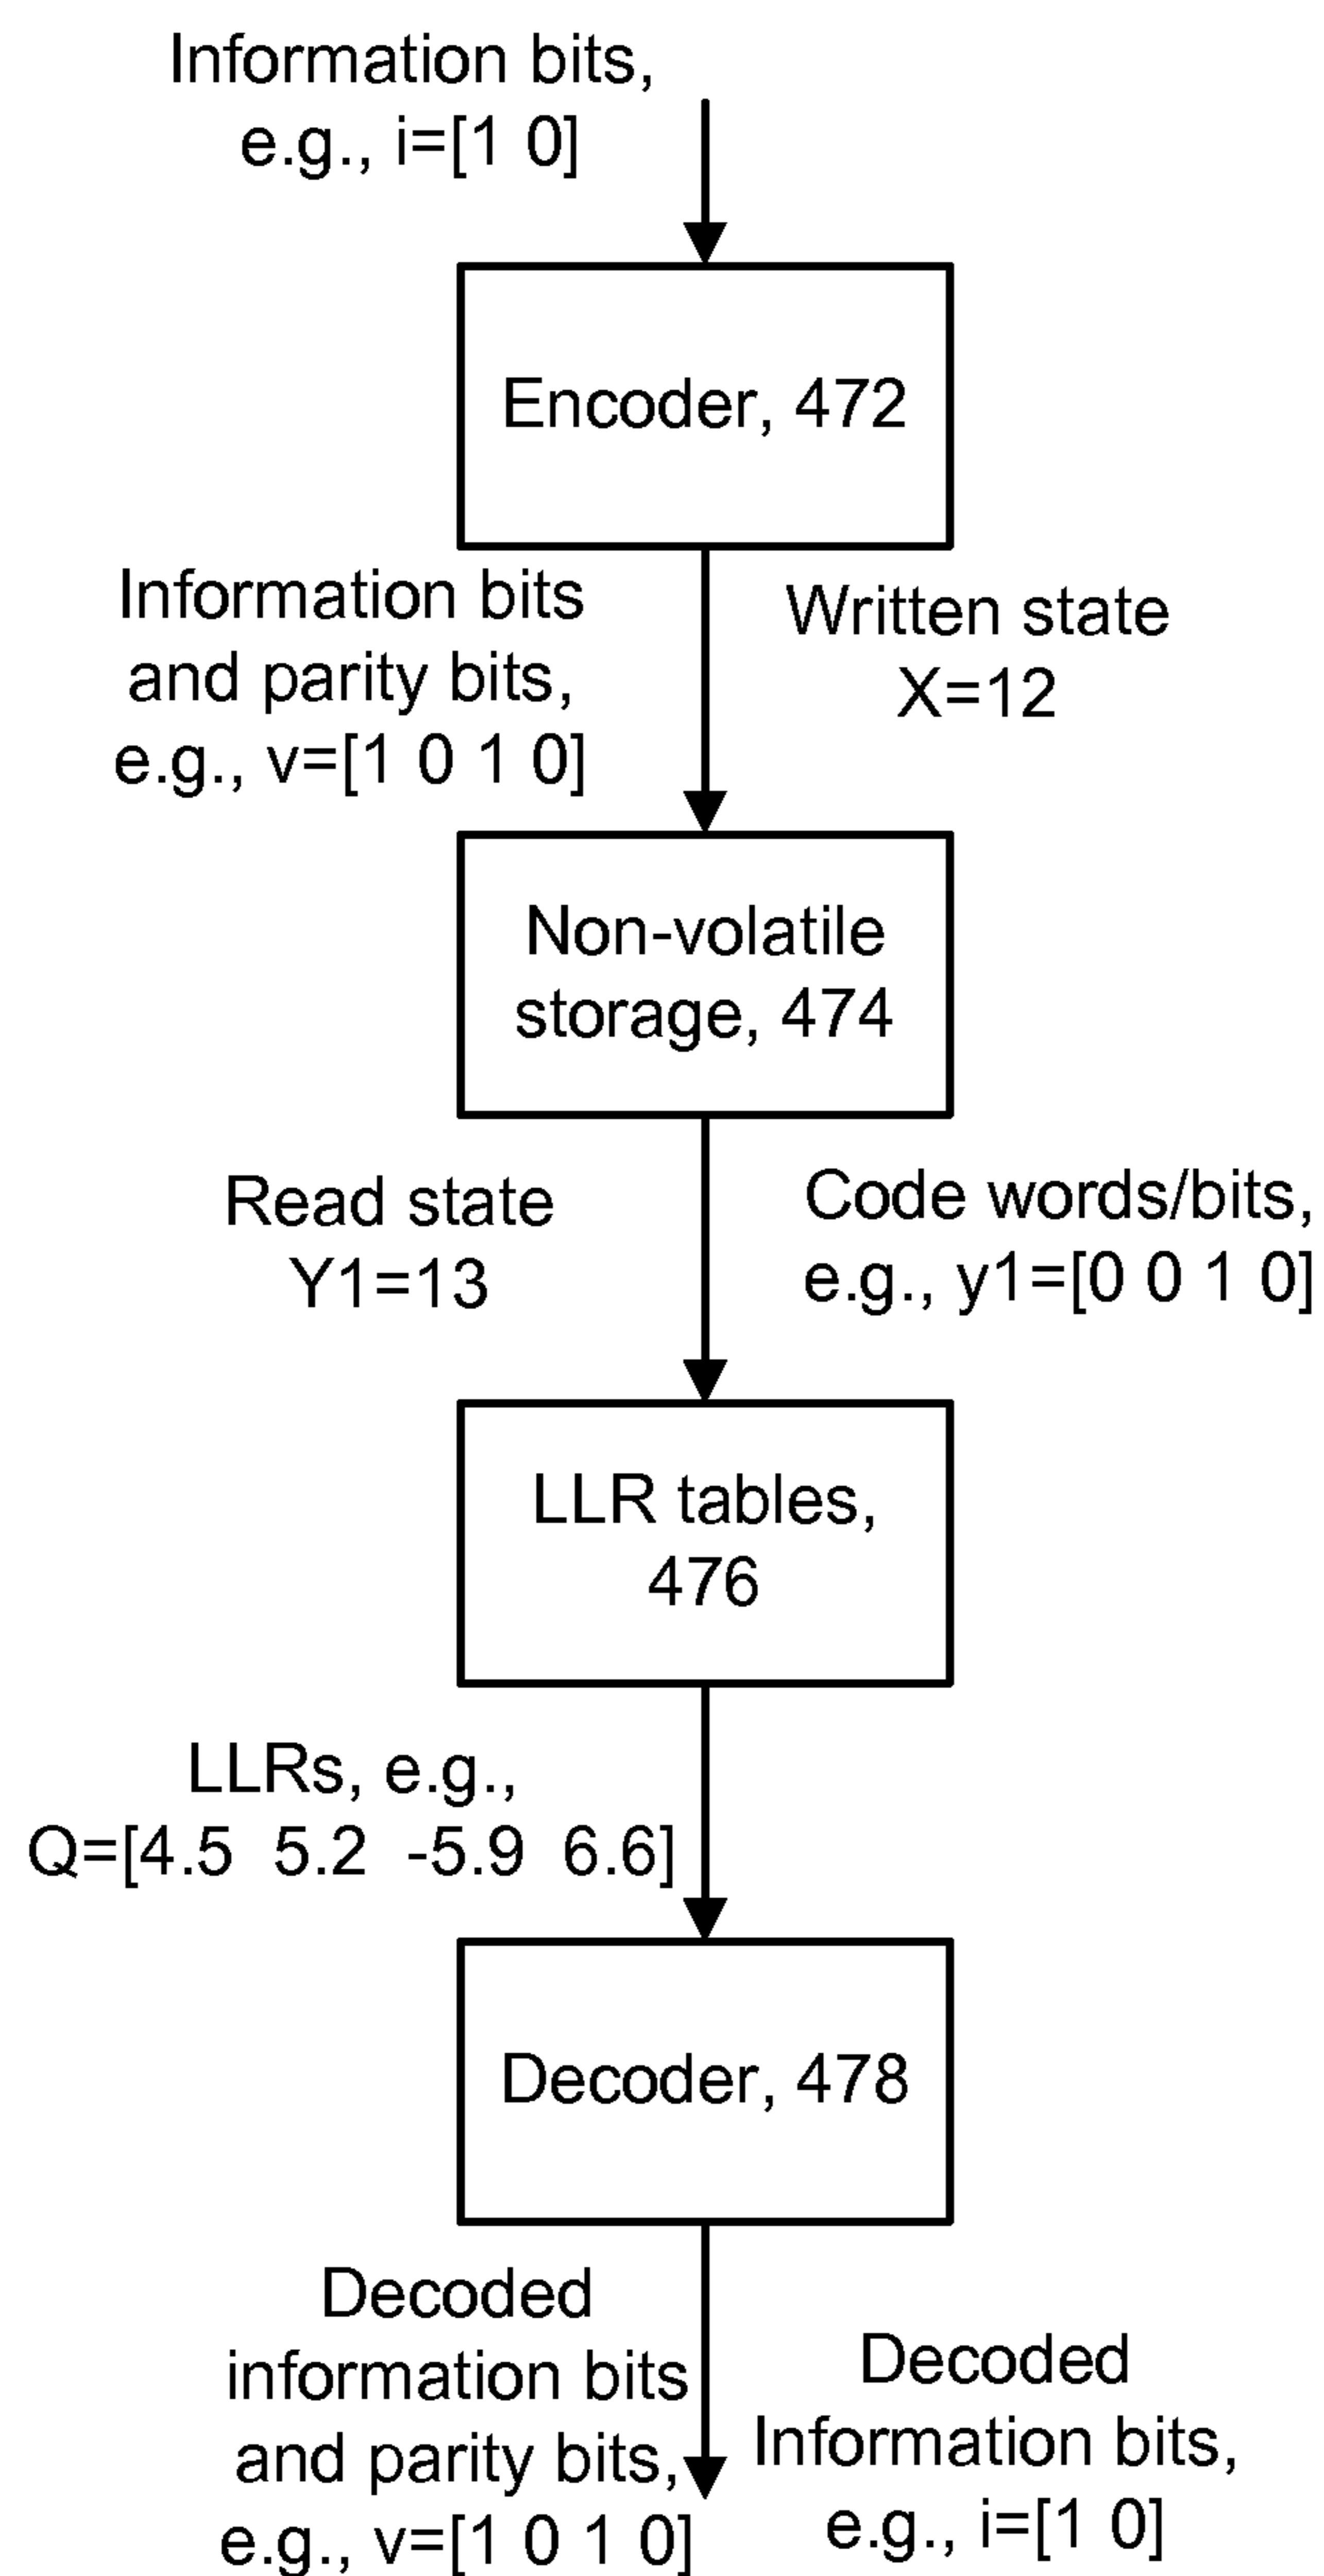 Information bits,
e.g., i=[1 0]
Encoder, 472
Information bits
and parity bits,
e.g., v=[1 0 1 0]
Written state
X=12
Non-volatile
storage, 474
Read state
Y1=13
Code words/bits,
e.g., y1=[0 0 1 0]
LLR tables,
476
LLRs, e.g.,
Q=[4.5 5.2 -5.9 6.6]
Decoder, 478
Decoded
information bits
and parity bits,
e.g., v=[1 0 1 0]
Decoded
Information bits,
e.g., i=[1 0]